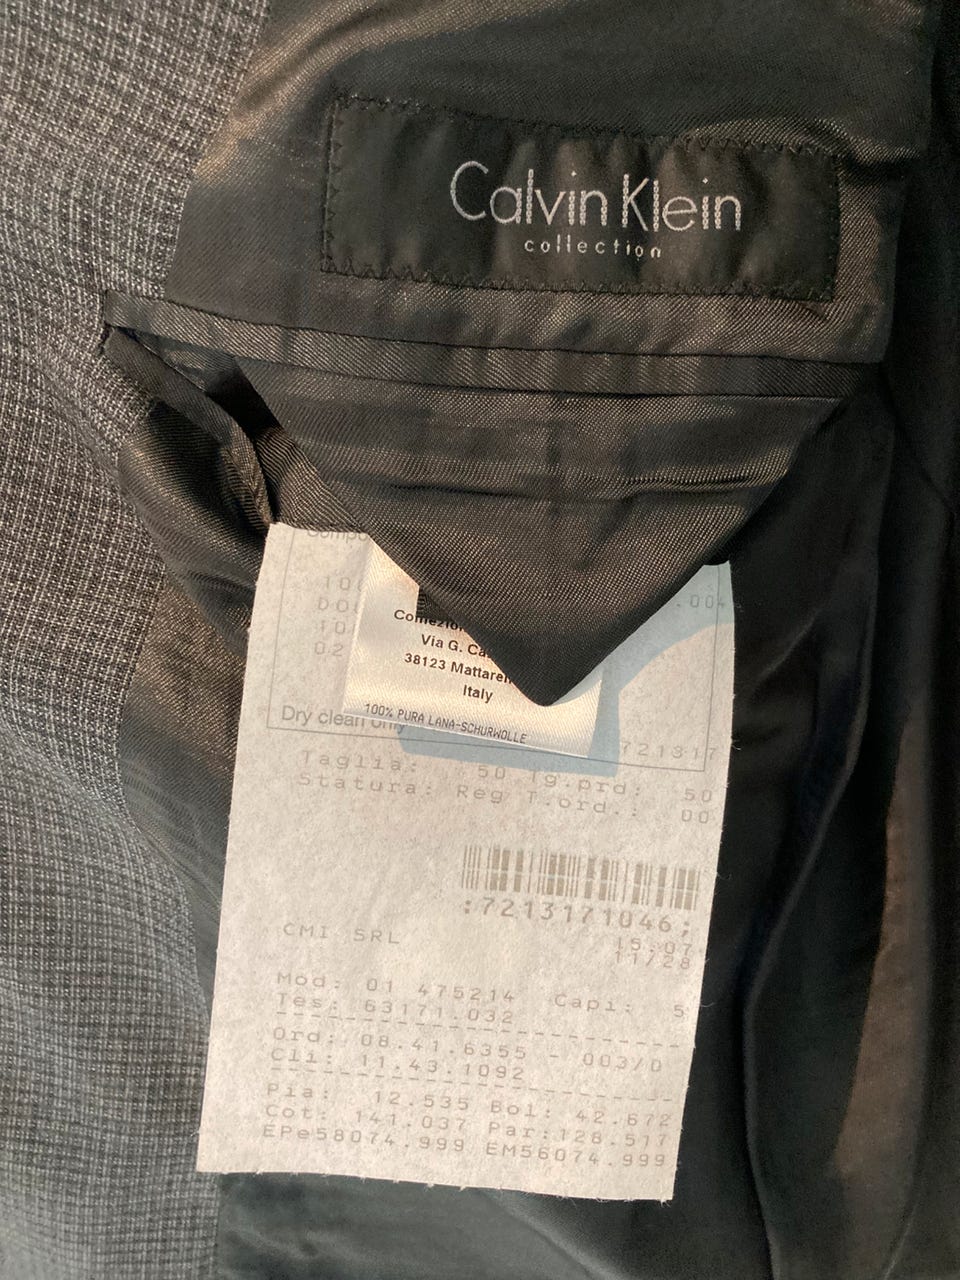 Calvin Klein
collection
.004
Via G.
38123
Italy
100% PURA LANA-SCHURWOLLE
Dry clean only
721317
Taglia: 50 Tg.prd: 50
Statura: Reg T.ord.: 00
:7213171046;
CMI SRL
15.07
11/28
Mod: 01 475214 Capi: 5
Tes: 63171.032
Ord: 08.41.6355 - 003/0
Cli: 11.43.1092
Pia: 12.535 Bol: 42.672
Cot: 141.037 Par:128.517
EPe58074.999 EM56074.999